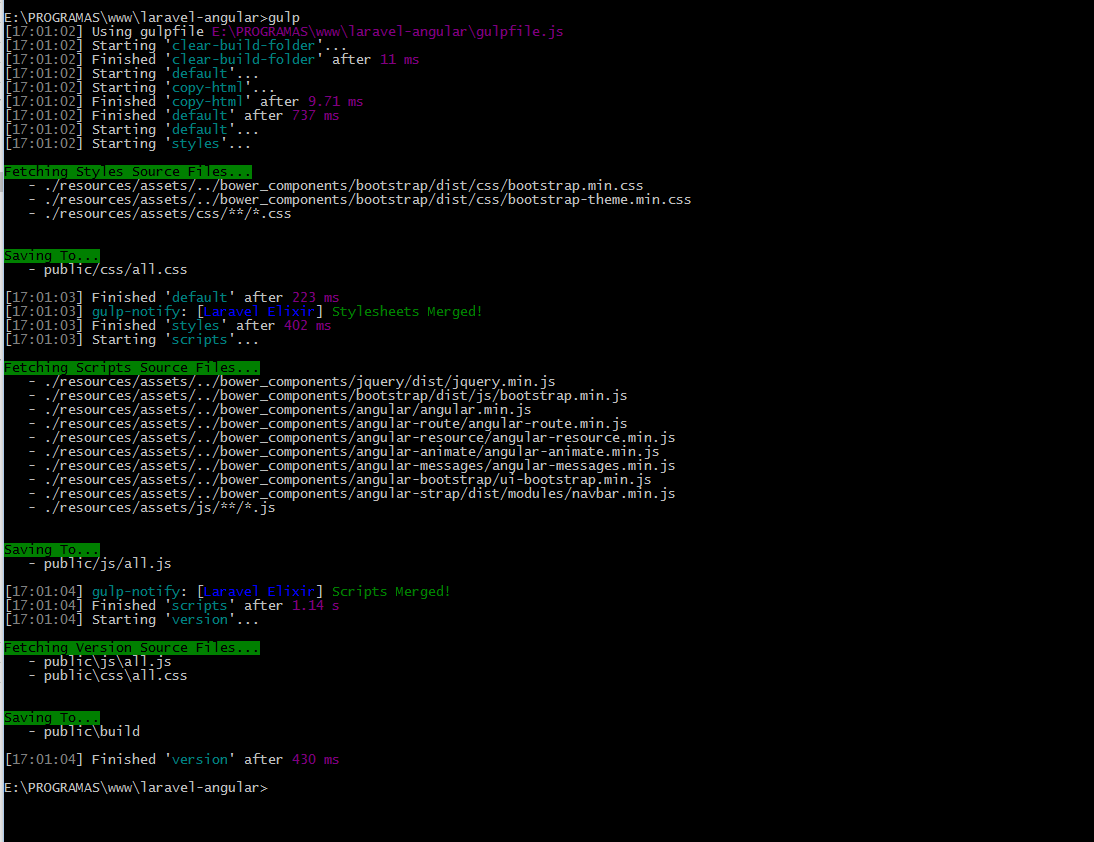 E:\PROGRAMAS\www\laravel-angular>gulp
[17:01:02] Using gulpfile E:\PROGRAMAS\www\laravel-angular\gulpfile.js
[17:01:02] Starting 'clear-build-folder'...
[17:01:02] Finished 'clear-build-folder' after 11 ms
[17:01:02] Starting 'default'...
[17:01:02] Starting 'copy-html'...
[17:01:02] Finished 'copy-html' after 9.71 ms
[17:01:02] Finished 'default' after 737 ms
[17:01:02] Starting 'default'...
[17:01:02] Starting 'styles'...
Fetching Styles Source Files...
- ./resources/assets/../bower_components/bootstrap/dist/css/bootstrap.min.css
- ./resources/assets/../bower_components/bootstrap/dist/css/bootstrap-theme.min.css
- ./resources/assets/css/**/*.css
Saving To...
- public/css/all.css
[17:01:03] Finished 'default' after 223 ms
[17:01:03] gulp-notify: [Laravel Elixir] Stylesheets Merged!
[17:01:03] Finished 'styles' after 402 ms
[17:01:03] Starting 'scripts'...
Fetching Scripts Source Files...
- ./resources/assets/../bower_components/jquery/dist/jquery.min.js
- ./resources/assets/../bower_components/bootstrap/dist/js/bootstrap.min.js
- ./resources/assets/../bower_components/angular/angular.min.js
- ./resources/assets/../bower_components/angular-route/angular-route.min.js
- ./resources/assets/../bower_components/angular-resource/angular-resource.min.js
- ./resources/assets/../bower_components/angular-animate/angular-animate.min.js
- ./resources/assets/../bower_components/angular-messages/angular-messages.min.js
- ./resources/assets/../bower_components/angular-bootstrap/ui-bootstrap.min.js
- ./resources/assets/../bower_components/angular-strap/dist/modules/navbar.min.js
- ./resources/assets/js/**/*.js
Saving To...
- public/js/all.js
[17:01:04] gulp-notify: [Laravel Elixir] Scripts Merged!
[17:01:04] Finished 'scripts' after 1.14 s
[17:01:04] Starting 'version'...
Fetching Version Source Files...
- public\js\all.js
- public\css\all.css
Saving To...
- public\build
[17:01:04] Finished 'version' after 430 ms
E:\PROGRAMAS\www\laravel-angular>